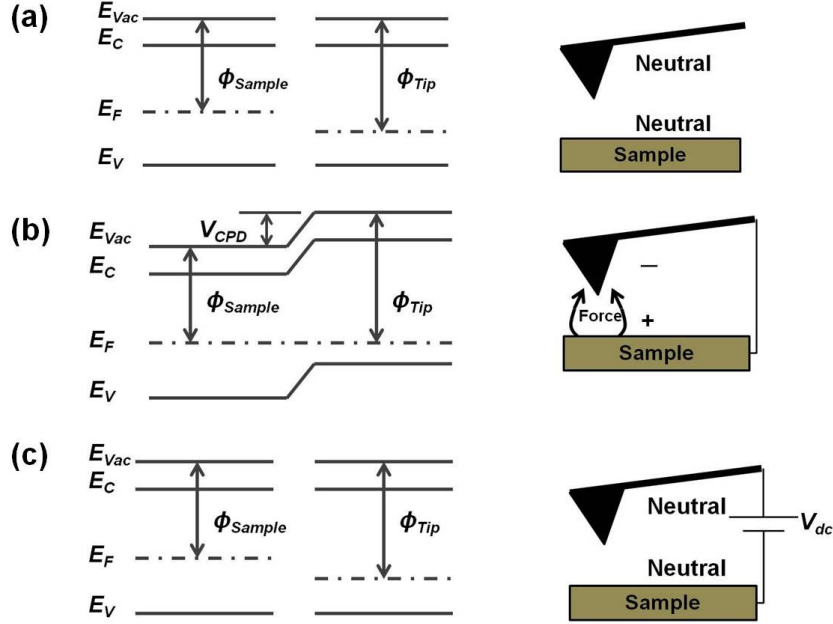 (a)
E_Vac
E_C
E_F
E_V
ϕ_Sample
ϕ_Tip
Neutral
Neutral
Sample
(b)
E_Vac
E_C
E_F
E_V
V_CPD
ϕ_Sample
ϕ_Tip
–
Force
+
Sample
(c)
E_Vac
E_C
E_F
E_V
ϕ_Sample
ϕ_Tip
Neutral
V_dc
Neutral
Sample